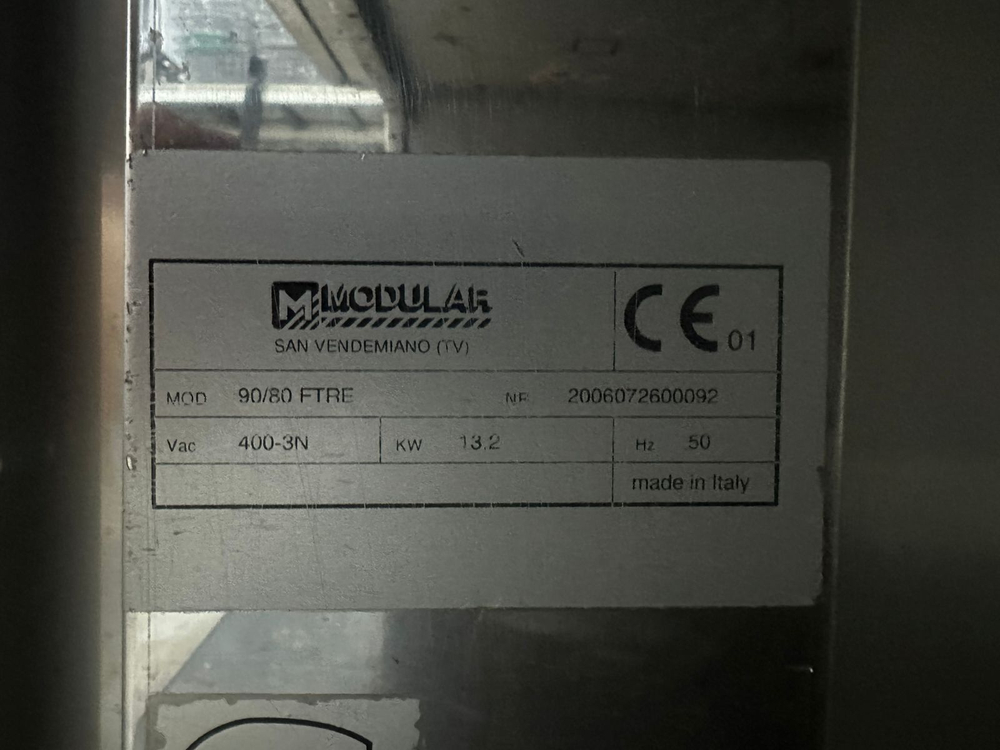 M MODULAR
SAN VENDEMIANO (TV)
CE 01
MOD 90/80 FTRE NR 2006072600092
Vac 400-3N KW 13.2 Hz 50
made in Italy